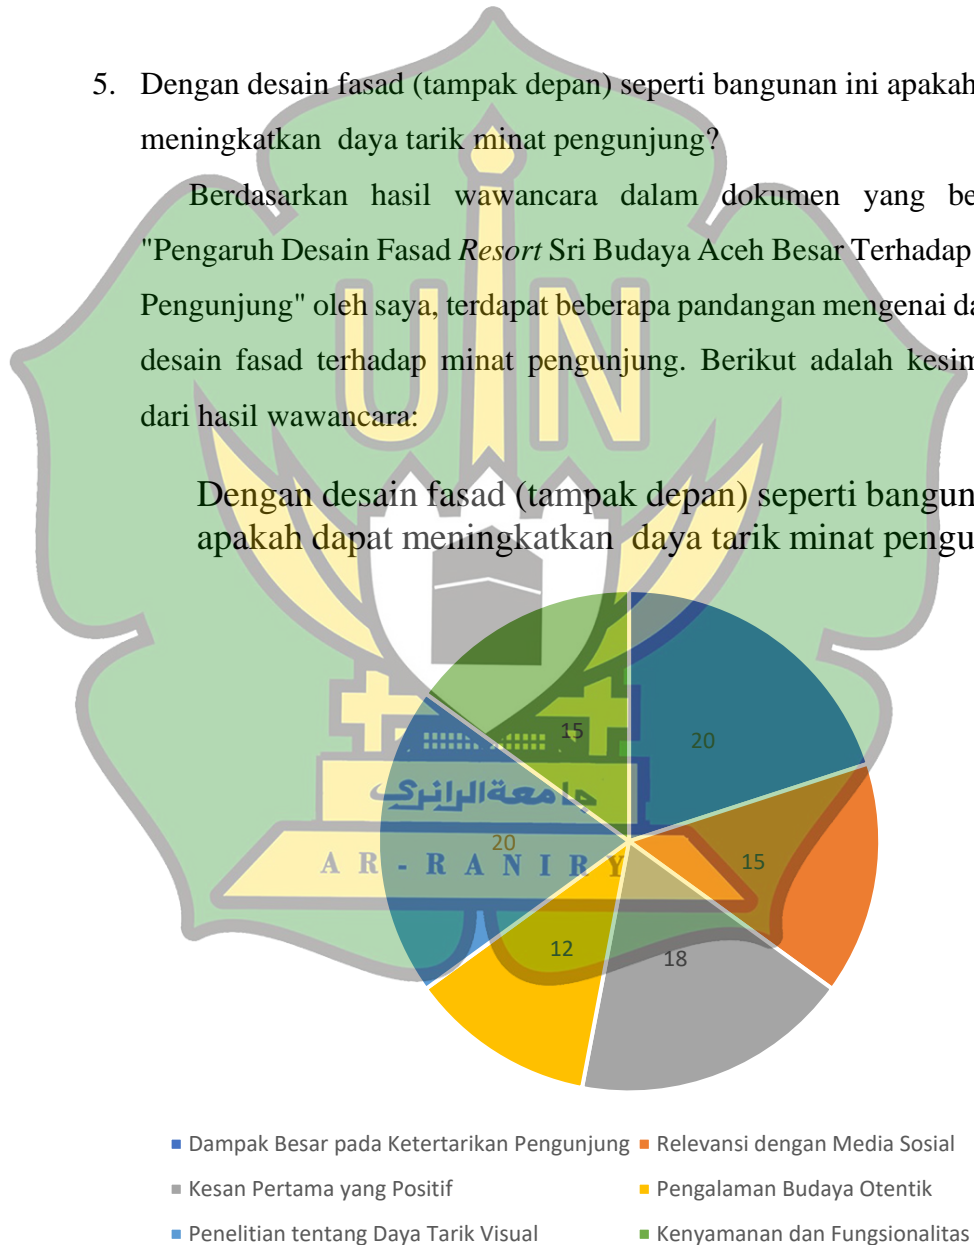 5. Dengan desain fasad (tampak depan) seperti bangunan ini apakah
meningkatkan daya tarik minat pengunjung?
Berdasarkan hasil wawancara dalam dokumen yang be
"Pengaruh Desain Fasad Resort Sri Budaya Aceh Besar Terhadap
Pengunjung" oleh saya, terdapat beberapa pandangan mengenai da
desain fasad terhadap minat pengunjung. Berikut adalah kesim
dari hasil wawancara:
UIN
Dengan desain fasad (tampak depan) seperti bangun
apakah dapat meningkatkan daya tarik minat pengu
15
20
جامعة الرانري
20
15
AR-RANIRY
12
18
Dampak Besar pada Ketertarikan Pengunjung
Relevansi dengan Media Sosial
Kesan Pertama yang Positif
Pengalaman Budaya Otentik
Penelitian tentang Daya Tarik Visual
Kenyamanan dan Fungsionalitas